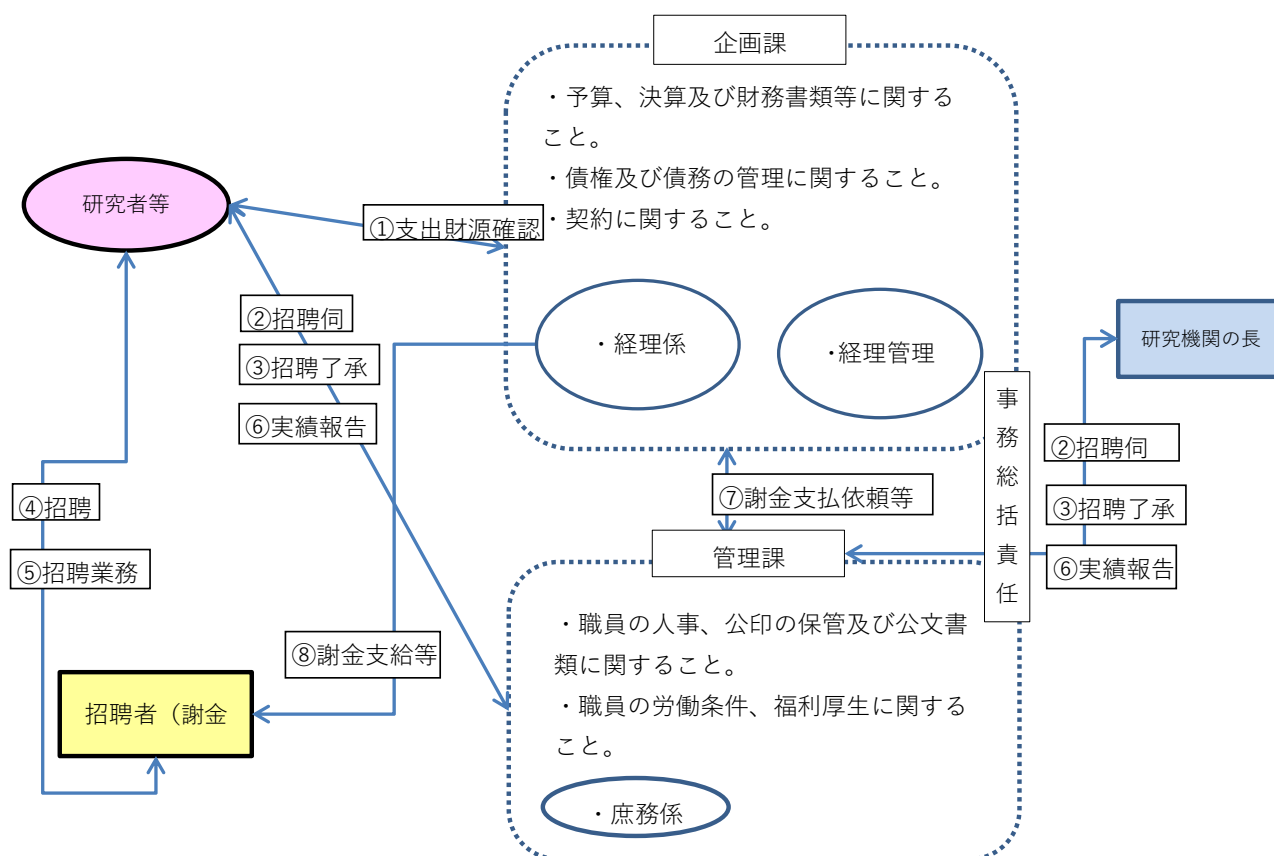 企画課
・予算、決算及び財務書類等に関する
こと。
・債権及び債務の管理に関すること。
・契約に関すること。
研究者等
①支出財源確認
②招聘伺
③招聘了承
⑥実績報告
・経理係
・経理管理
研究機関の長
事務総括責任
②招聘伺
③招聘了承
⑥実績報告
④招聘
⑤招聘業務
⑦謝金支払依頼等
管理課
・職員の人事、公印の保管及び公文書
類に関すること。
・職員の労働条件、福利厚生に関する
こと。
⑧謝金支給等
招聘者（謝金
・庶務係